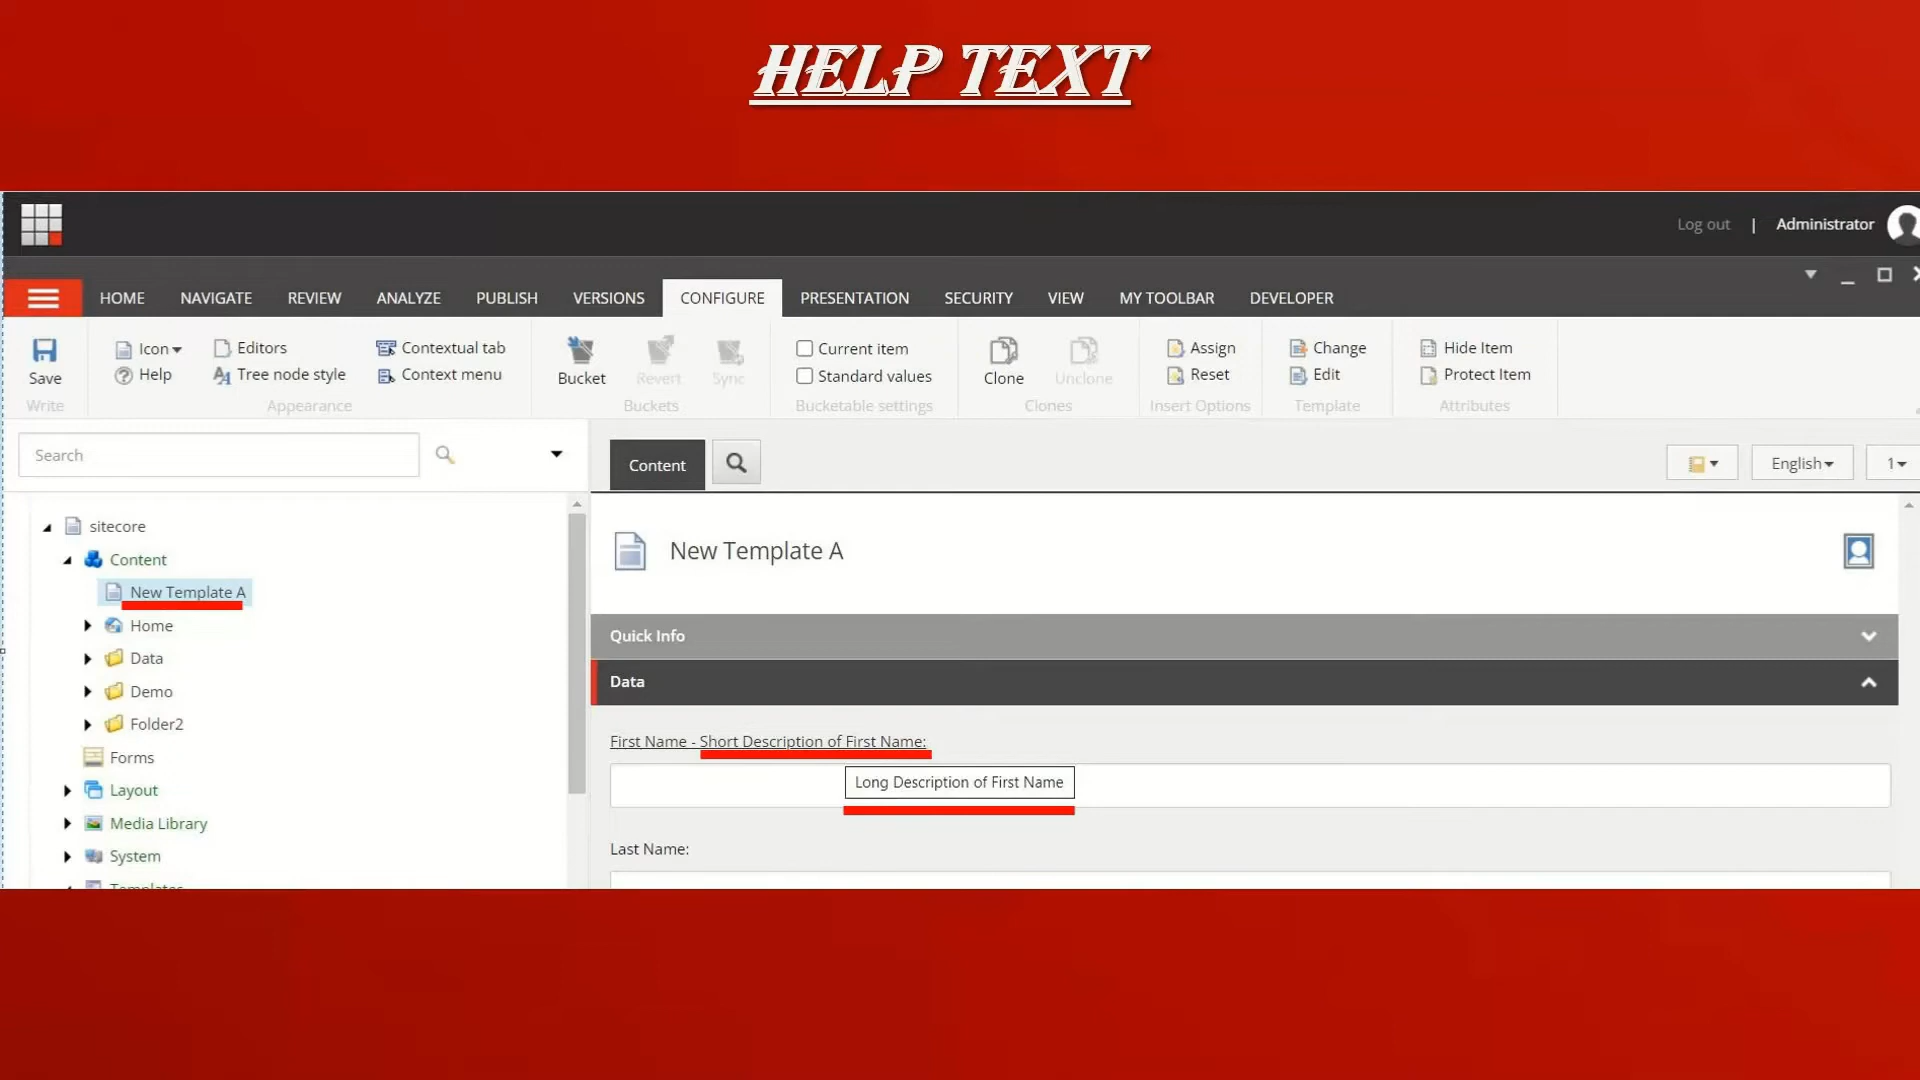 HELP TEXT
Log out | Administrator
HOME NAVIGATE REVIEW ANALYZE PUBLISH VERSIONS CONFIGURE PRESENTATION SECURITY VIEW MY TOOLBAR DEVELOPER
Icon Editors Contextual tab Current item Assign Change Hide Item
Save Help Tree node style Context menu Bucket Revert Sync Standard values Clone Unclone Reset Edit Protect Item
Write Appearance Buckets Bucketable settings Clones Insert Options Template Attributes
Search
Content
English
1
sitecore
Content
New Template A
Home
Data
Demo
Folder2
Forms
Layout
Media Library
System
Templates
New Template A
Quick Info
Data
First Name - Short Description of First Name:
Long Description of First Name
Last Name: